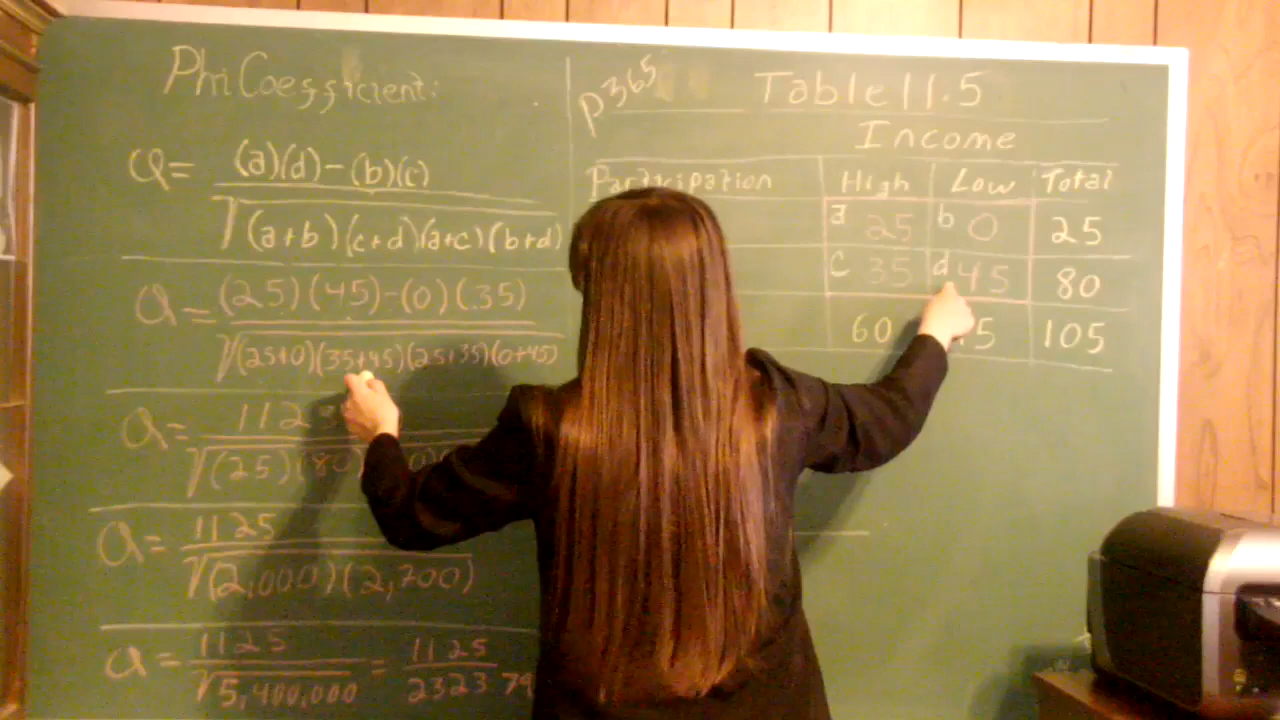 Phi Coefficient:
φ = (a)(d) - (b)(c)
√(a+b)(c+d)(a+c)(b+d)
φ = (25)(45) - (0)(35)
√(25+0)(35+45)(25+35)(0+45)
φ = 112
√(25)(80)
φ = 1125
√(2,000)(2,700)
φ = 1125 = 1125
√5,400,000 2323.79
P365
Table 11.5
Income
Participation High Low Total
a 25 b 0 25
c 35 d 45 80
60 5 105